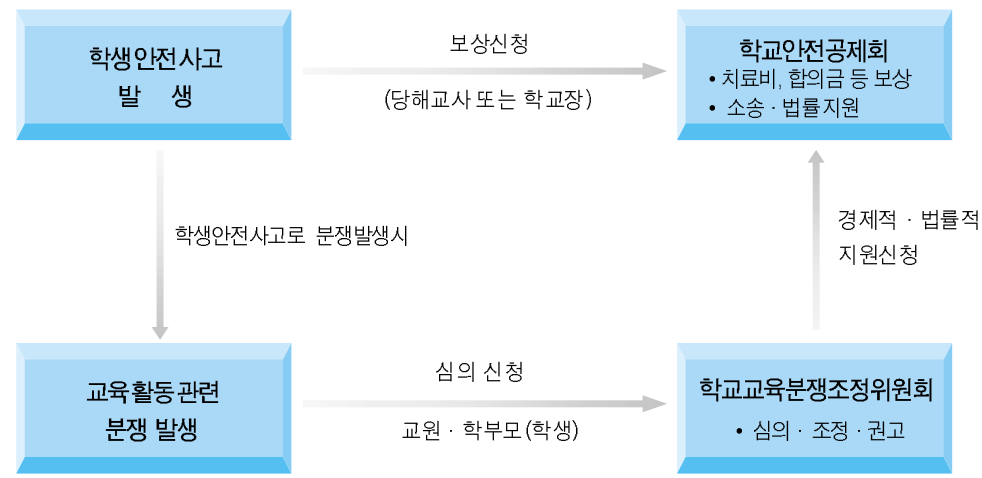 학생안전사고
발 생
보상신청
(당해교사 또는 학교장)
학교안전공제회
• 치료비, 합의금 등 보상
• 소송 · 법률지원
학생안전사고로 분쟁발생시
경제적 · 법률적
지원신청
교육활동관련
분쟁 발생
심의 신청
교원 · 학부모(학생)
학교교육분쟁조정위원회
• 심의 · 조정 · 권고